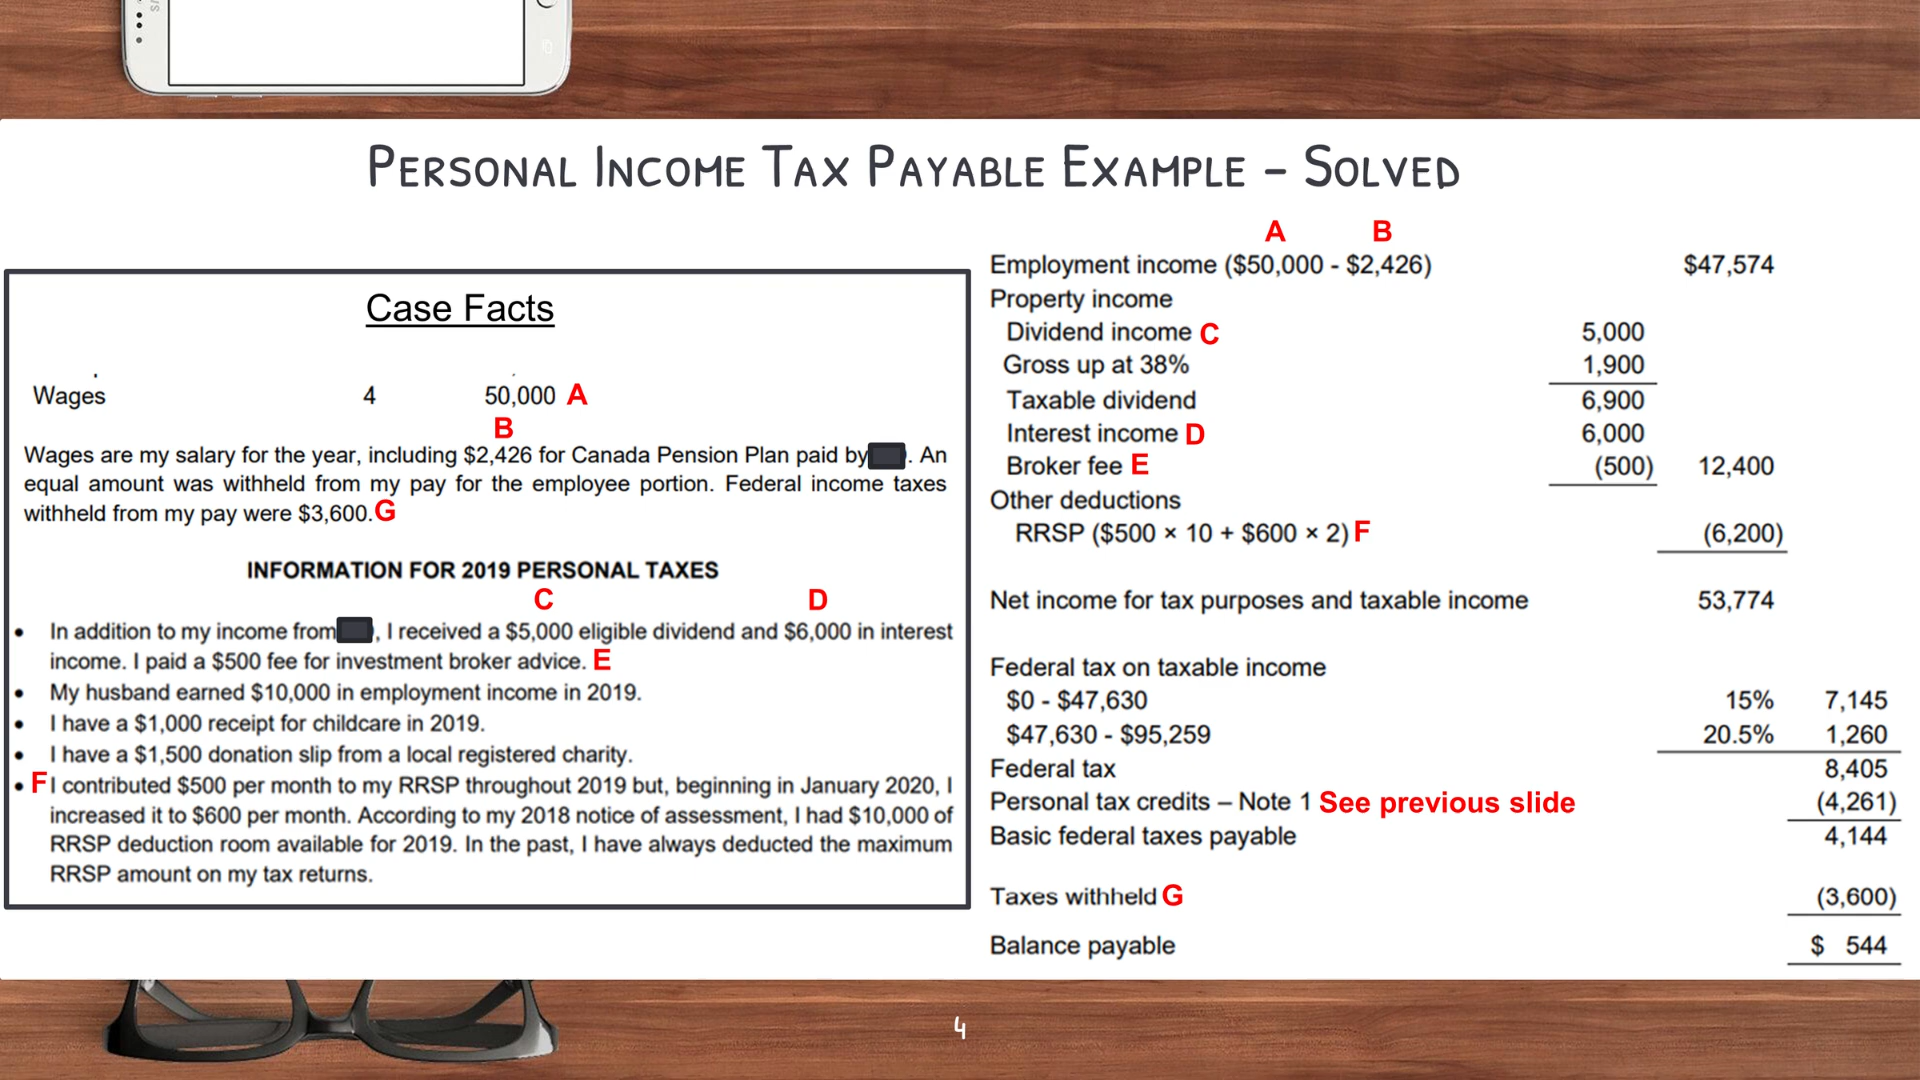 Personal Income Tax Payable Example – Solved
Case Facts
Wages 4 50,000 A
B
Wages are my salary for the year, including $2,426 for Canada Pension Plan paid by . An
equal amount was withheld from my pay for the employee portion. Federal income taxes
withheld from my pay were $3,600. G
INFORMATION FOR 2019 PERSONAL TAXES
C D
• In addition to my income from , I received a $5,000 eligible dividend and $6,000 in interest
income. I paid a $500 fee for investment broker advice. E
• My husband earned $10,000 in employment income in 2019.
• I have a $1,000 receipt for childcare in 2019.
• I have a $1,500 donation slip from a local registered charity.
• F I contributed $500 per month to my RRSP throughout 2019 but, beginning in January 2020, I
increased it to $600 per month. According to my 2018 notice of assessment, I had $10,000 of
RRSP deduction room available for 2019. In the past, I have always deducted the maximum
RRSP amount on my tax returns.
A B
Employment income ($50,000 - $2,426) $47,574
Property income
Dividend income C 5,000
Gross up at 38% 1,900
Taxable dividend 6,900
Interest income D 6,000
Broker fee E (500) 12,400
Other deductions
RRSP ($500 × 10 + $600 × 2) F (6,200)
Net income for tax purposes and taxable income 53,774
Federal tax on taxable income
$0 - $47,630 15% 7,145
$47,630 - $95,259 20.5% 1,260
Federal tax 8,405
Personal tax credits – Note 1 See previous slide (4,261)
Basic federal taxes payable 4,144
Taxes withheld G (3,600)
Balance payable $ 544
4